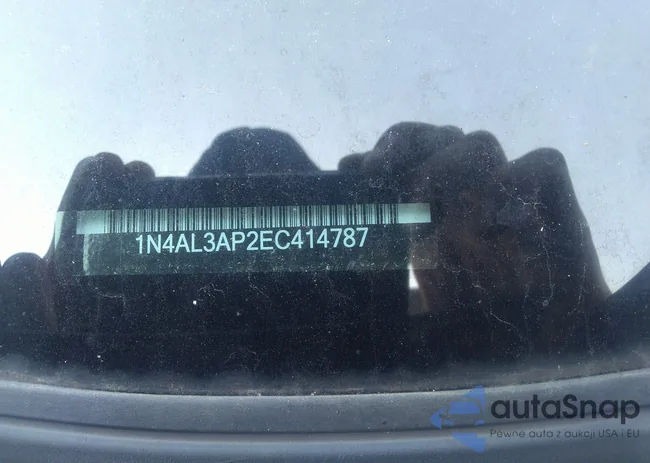 1N4AL3AP2EC414787
autaSnap
Pewne auta z aukcji USA i EU